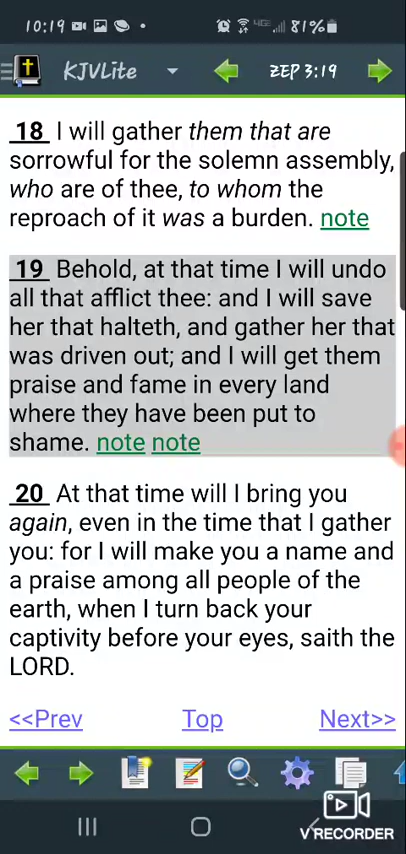 10:19 81%
KJVLite ZEP 3:19
18 I will gather them that are
sorrowful for the solemn assembly,
who are of thee, to whom the
reproach of it was a burden. note
19 Behold, at that time I will undo
all that afflict thee: and I will save
her that halteth, and gather her that
was driven out; and I will get them
praise and fame in every land
where they have been put to
shame. note note
20 At that time will I bring you
again, even in the time that I gather
you: for I will make you a name and
a praise among all people of the
earth, when I turn back your
captivity before your eyes, saith the
LORD.
<<Prev Top Next>>
V RECORDER